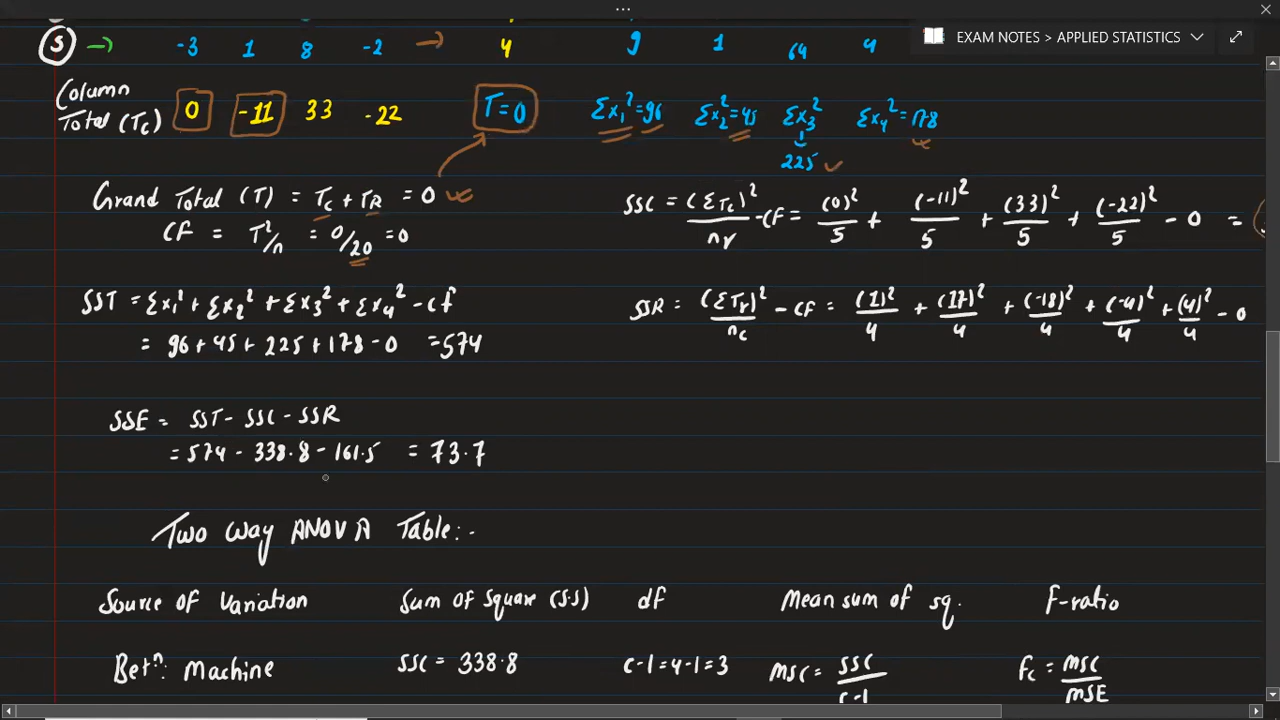 EXAM NOTES > APPLIED STATISTICS
5 → -3 1 8 -2 → 4 9 1 64 4
Column
Total (Tc) 0 -11 33 -22 T=0 Σx₁²=96 Σx₂²=45 Σx₃² Σx₄²=178
225
Grand Total (T) = Tc + TR = 0
CF = T²/n = 0/20 = 0
SSC = (ΣTc)²/nr - CF = (0)²/5 + (-11)²/5 + (33)²/5 + (-22)²/5 - 0 =
SST = Σx₁² + Σx₂² + Σx₃² + Σx₄² - cf
= 96 + 45 + 225 + 178 - 0 = 574
SSR = (ΣTr)²/nc - CF = (1)²/4 + (17)²/4 + (-18)²/4 + (-4)²/4 + (4)²/4 - 0
SSE = SST - SSC - SSR
= 574 - 338.8 - 161.5 = 73.7
Two way ANOVA Table:-
Source of Variation Sum of Square (S.S) df Mean sum of sq. F-ratio
Betⁿ: Machine SSC = 338.8 c-1=4-1=3 MSC = SSC/c-1 Fc = MSC/MSE